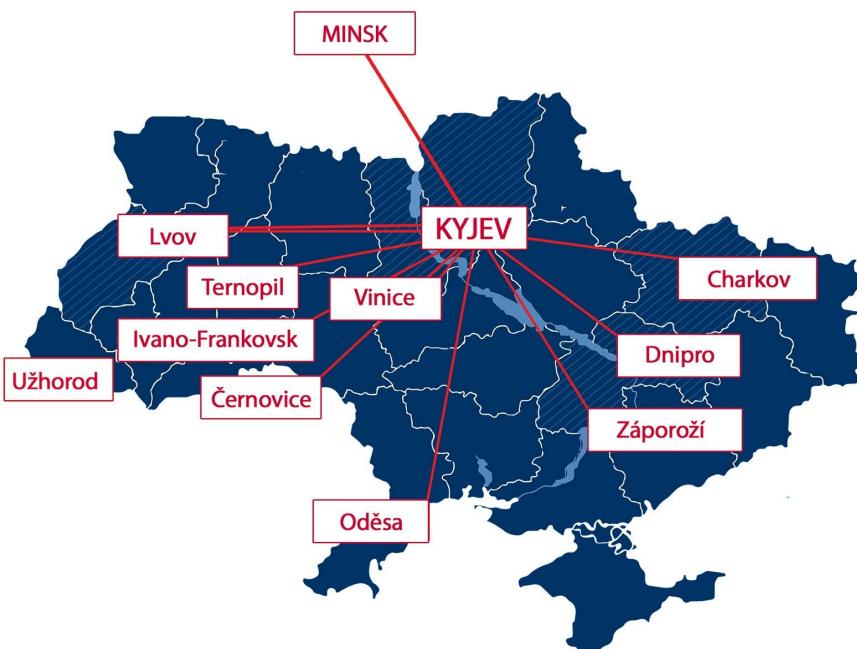 MINSK
KYJEV
Lvov
Charkov
Ternopil
Vinice
Ivano-Frankovsk
Dnipro
Užhorod
Černovice
Záporoží
Oděsa